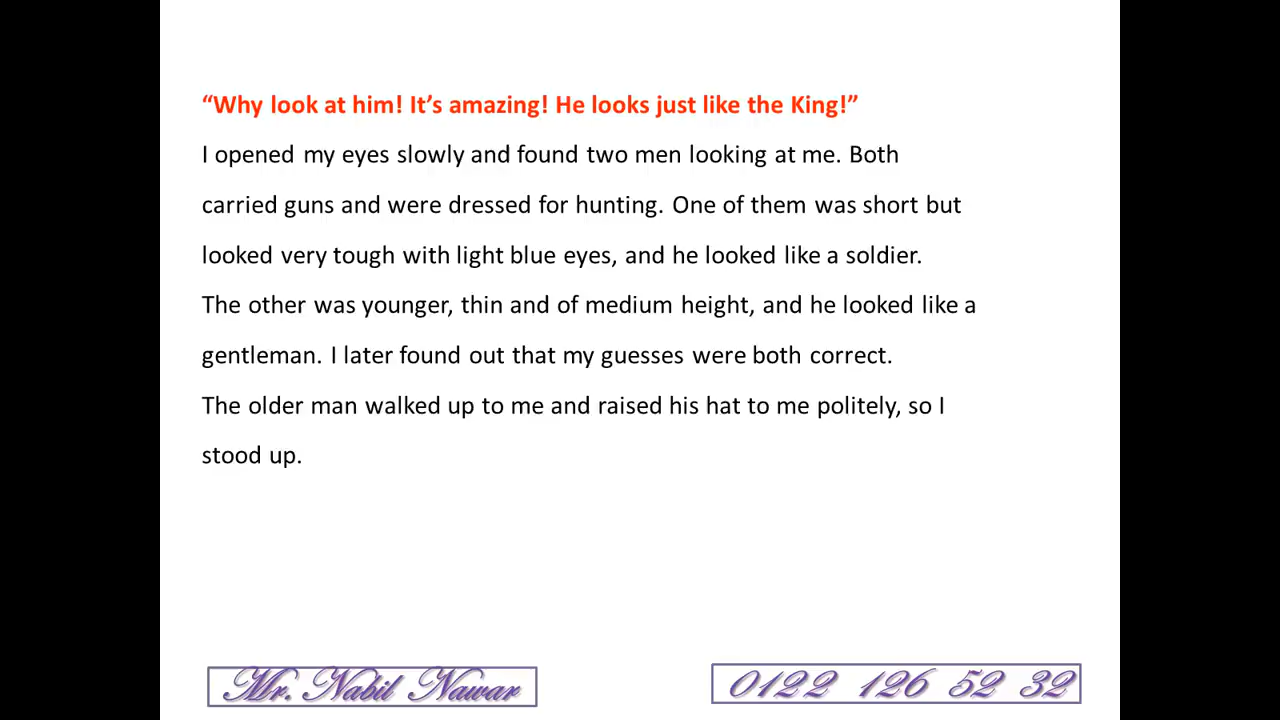 “Why look at him! It’s amazing! He looks just like the King!”
I opened my eyes slowly and found two men looking at me. Both
carried guns and were dressed for hunting. One of them was short but
looked very tough with light blue eyes, and he looked like a soldier.
The other was younger, thin and of medium height, and he looked like a
gentleman. I later found out that my guesses were both correct.
The older man walked up to me and raised his hat to me politely, so I
stood up.
Mr. Nabil Nawar
0122 126 52 32